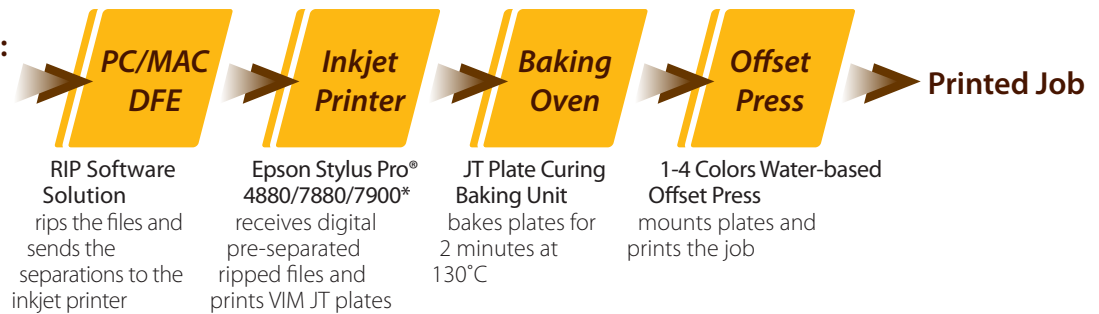 :
PC/MAC
DFE
Inkjet
Printer
Baking
Oven
Offset
Press
Printed Job
RIP Software
Solution
rips the files and
sends the
separations to the
inkjet printer
Epson Stylus Pro®
4880/7880/7900*
receives digital
pre-separated
ripped files and
prints VIM JT plates
JT Plate Curing
Baking Unit
bakes plates for
2 minutes at
130˚C
1-4 Colors Water-based
Offset Press
mounts plates and
prints the job